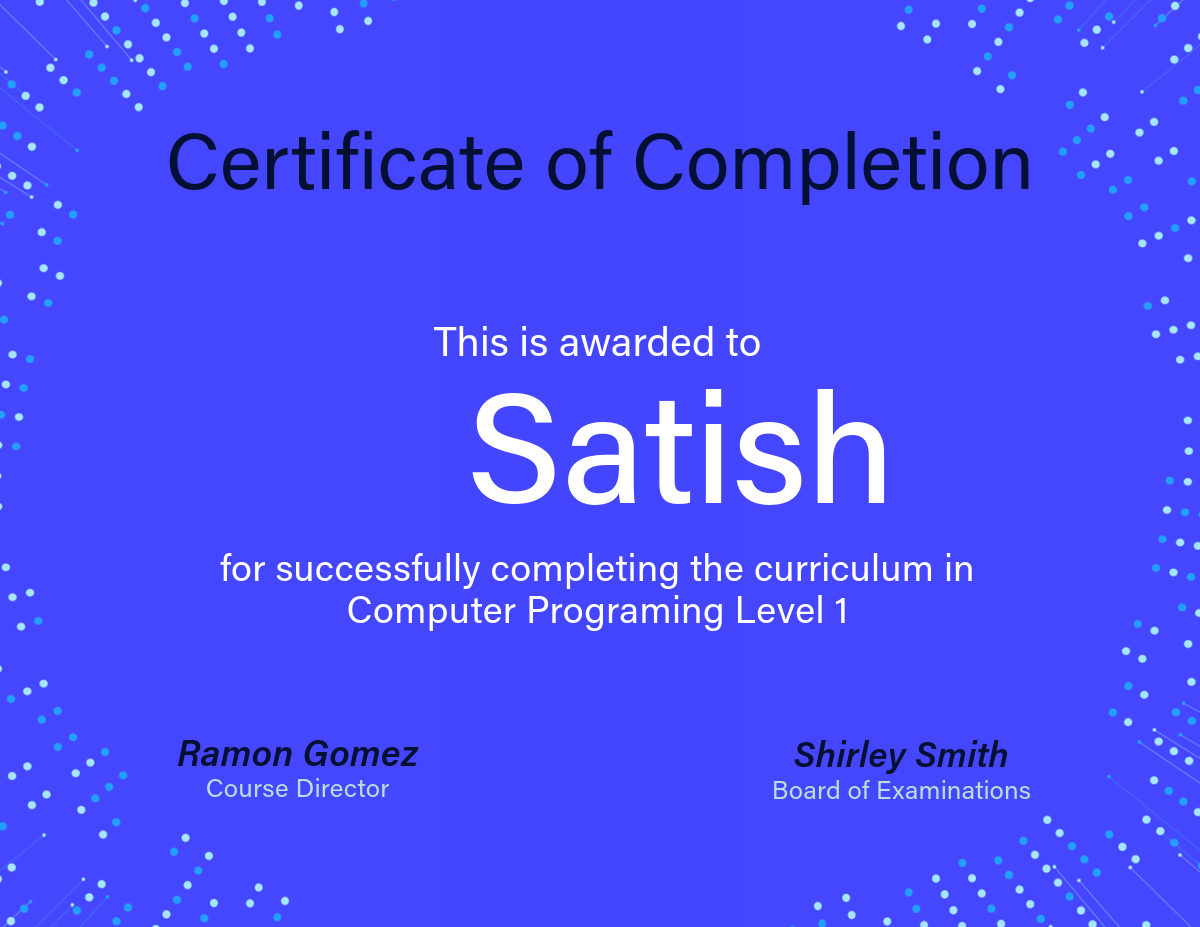 Certificate of Completion
This is awarded to
Satish
for successfully completing the curriculum in
Computer Programing Level 1
Ramon Gomez
Course Director
Shirley Smith
Board of Examinations